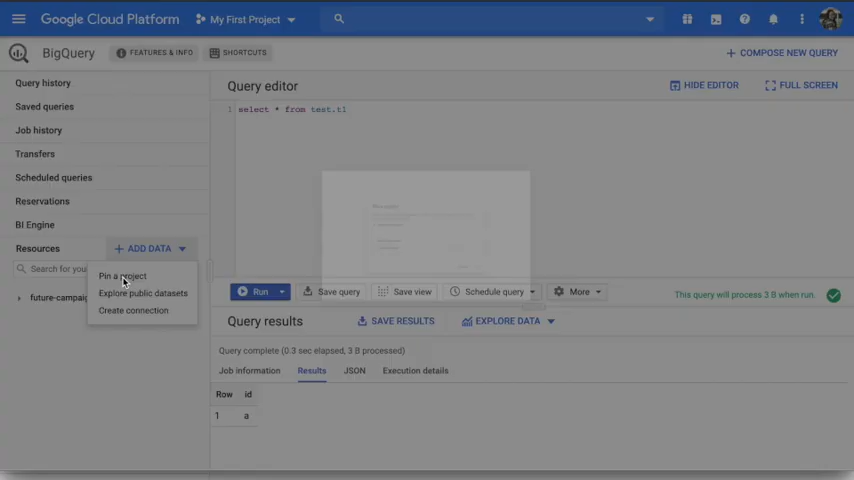 Google Cloud Platform My First Project
BigQuery FEATURES & INFO SHORTCUTS + COMPOSE NEW QUERY
Query history
Saved queries
Job history
Transfers
Scheduled queries
Reservations
BI Engine
Resources + ADD DATA
Search for you
future-campaig
Pin a project
Explore public datasets
Create connection
Query editor HIDE EDITOR FULL SCREEN
1 select * from test.t1
Run Save query Save view Schedule query More This query will process 3 B when run.
Query results SAVE RESULTS EXPLORE DATA
Query complete (0.3 sec elapsed, 3 B processed)
Job information Results JSON Execution details
Row id
1 a